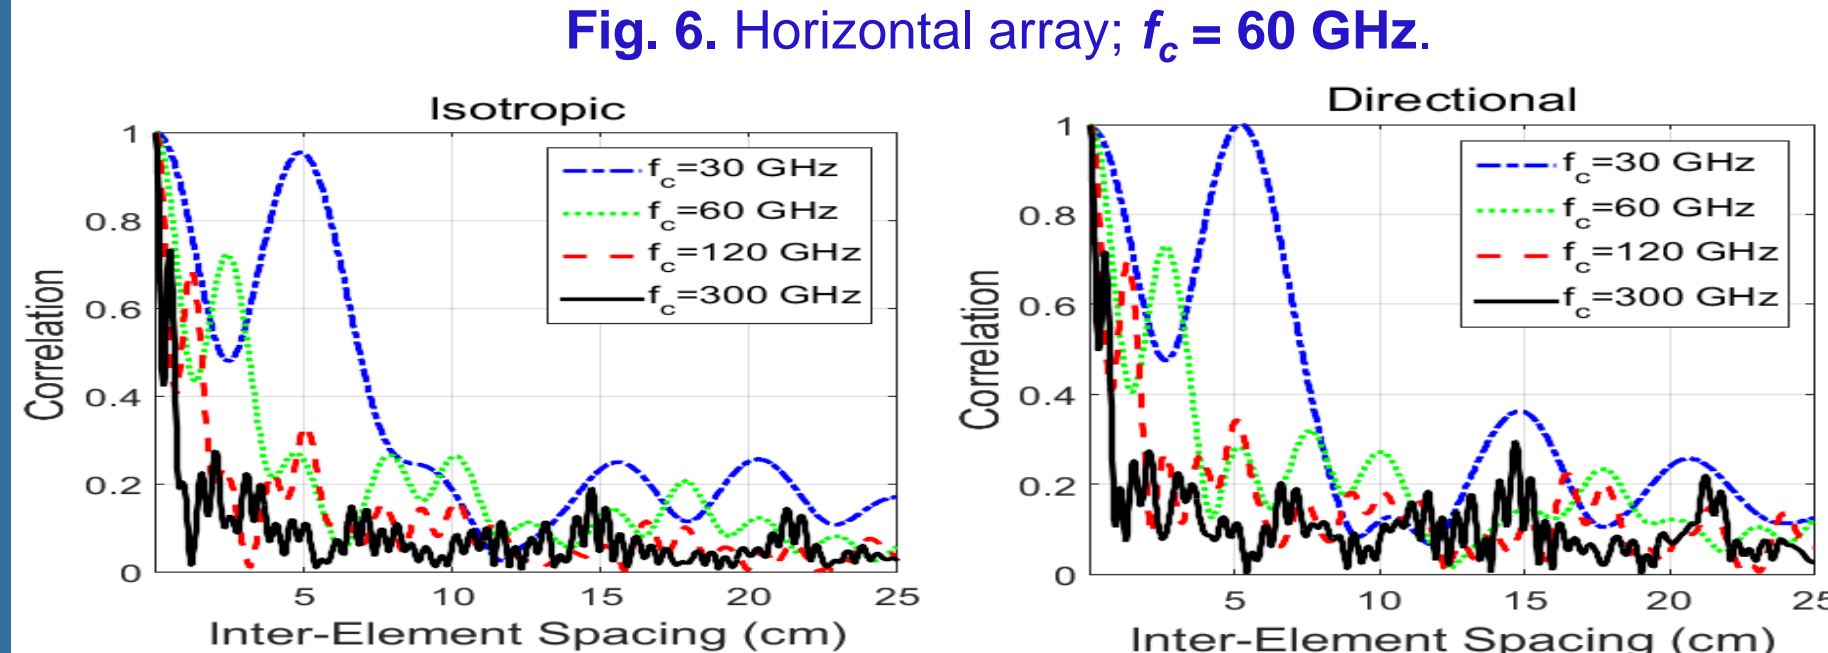 Fig. 6. Horizontal array; fc = 60 GHz.
Isotropic
1
0.8
0.6
0.4
0.2
0
Correlation
fc=30 GHz
fc=60 GHz
fc=120 GHz
fc=300 GHz
5 10 15 20 25
Inter-Element Spacing (cm)
Directional
1
0.8
0.6
0.4
0.2
0
Correlation
fc=30 GHz
fc=60 GHz
fc=120 GHz
fc=300 GHz
5 10 15 20 25
Inter-Element Spacing (cm)